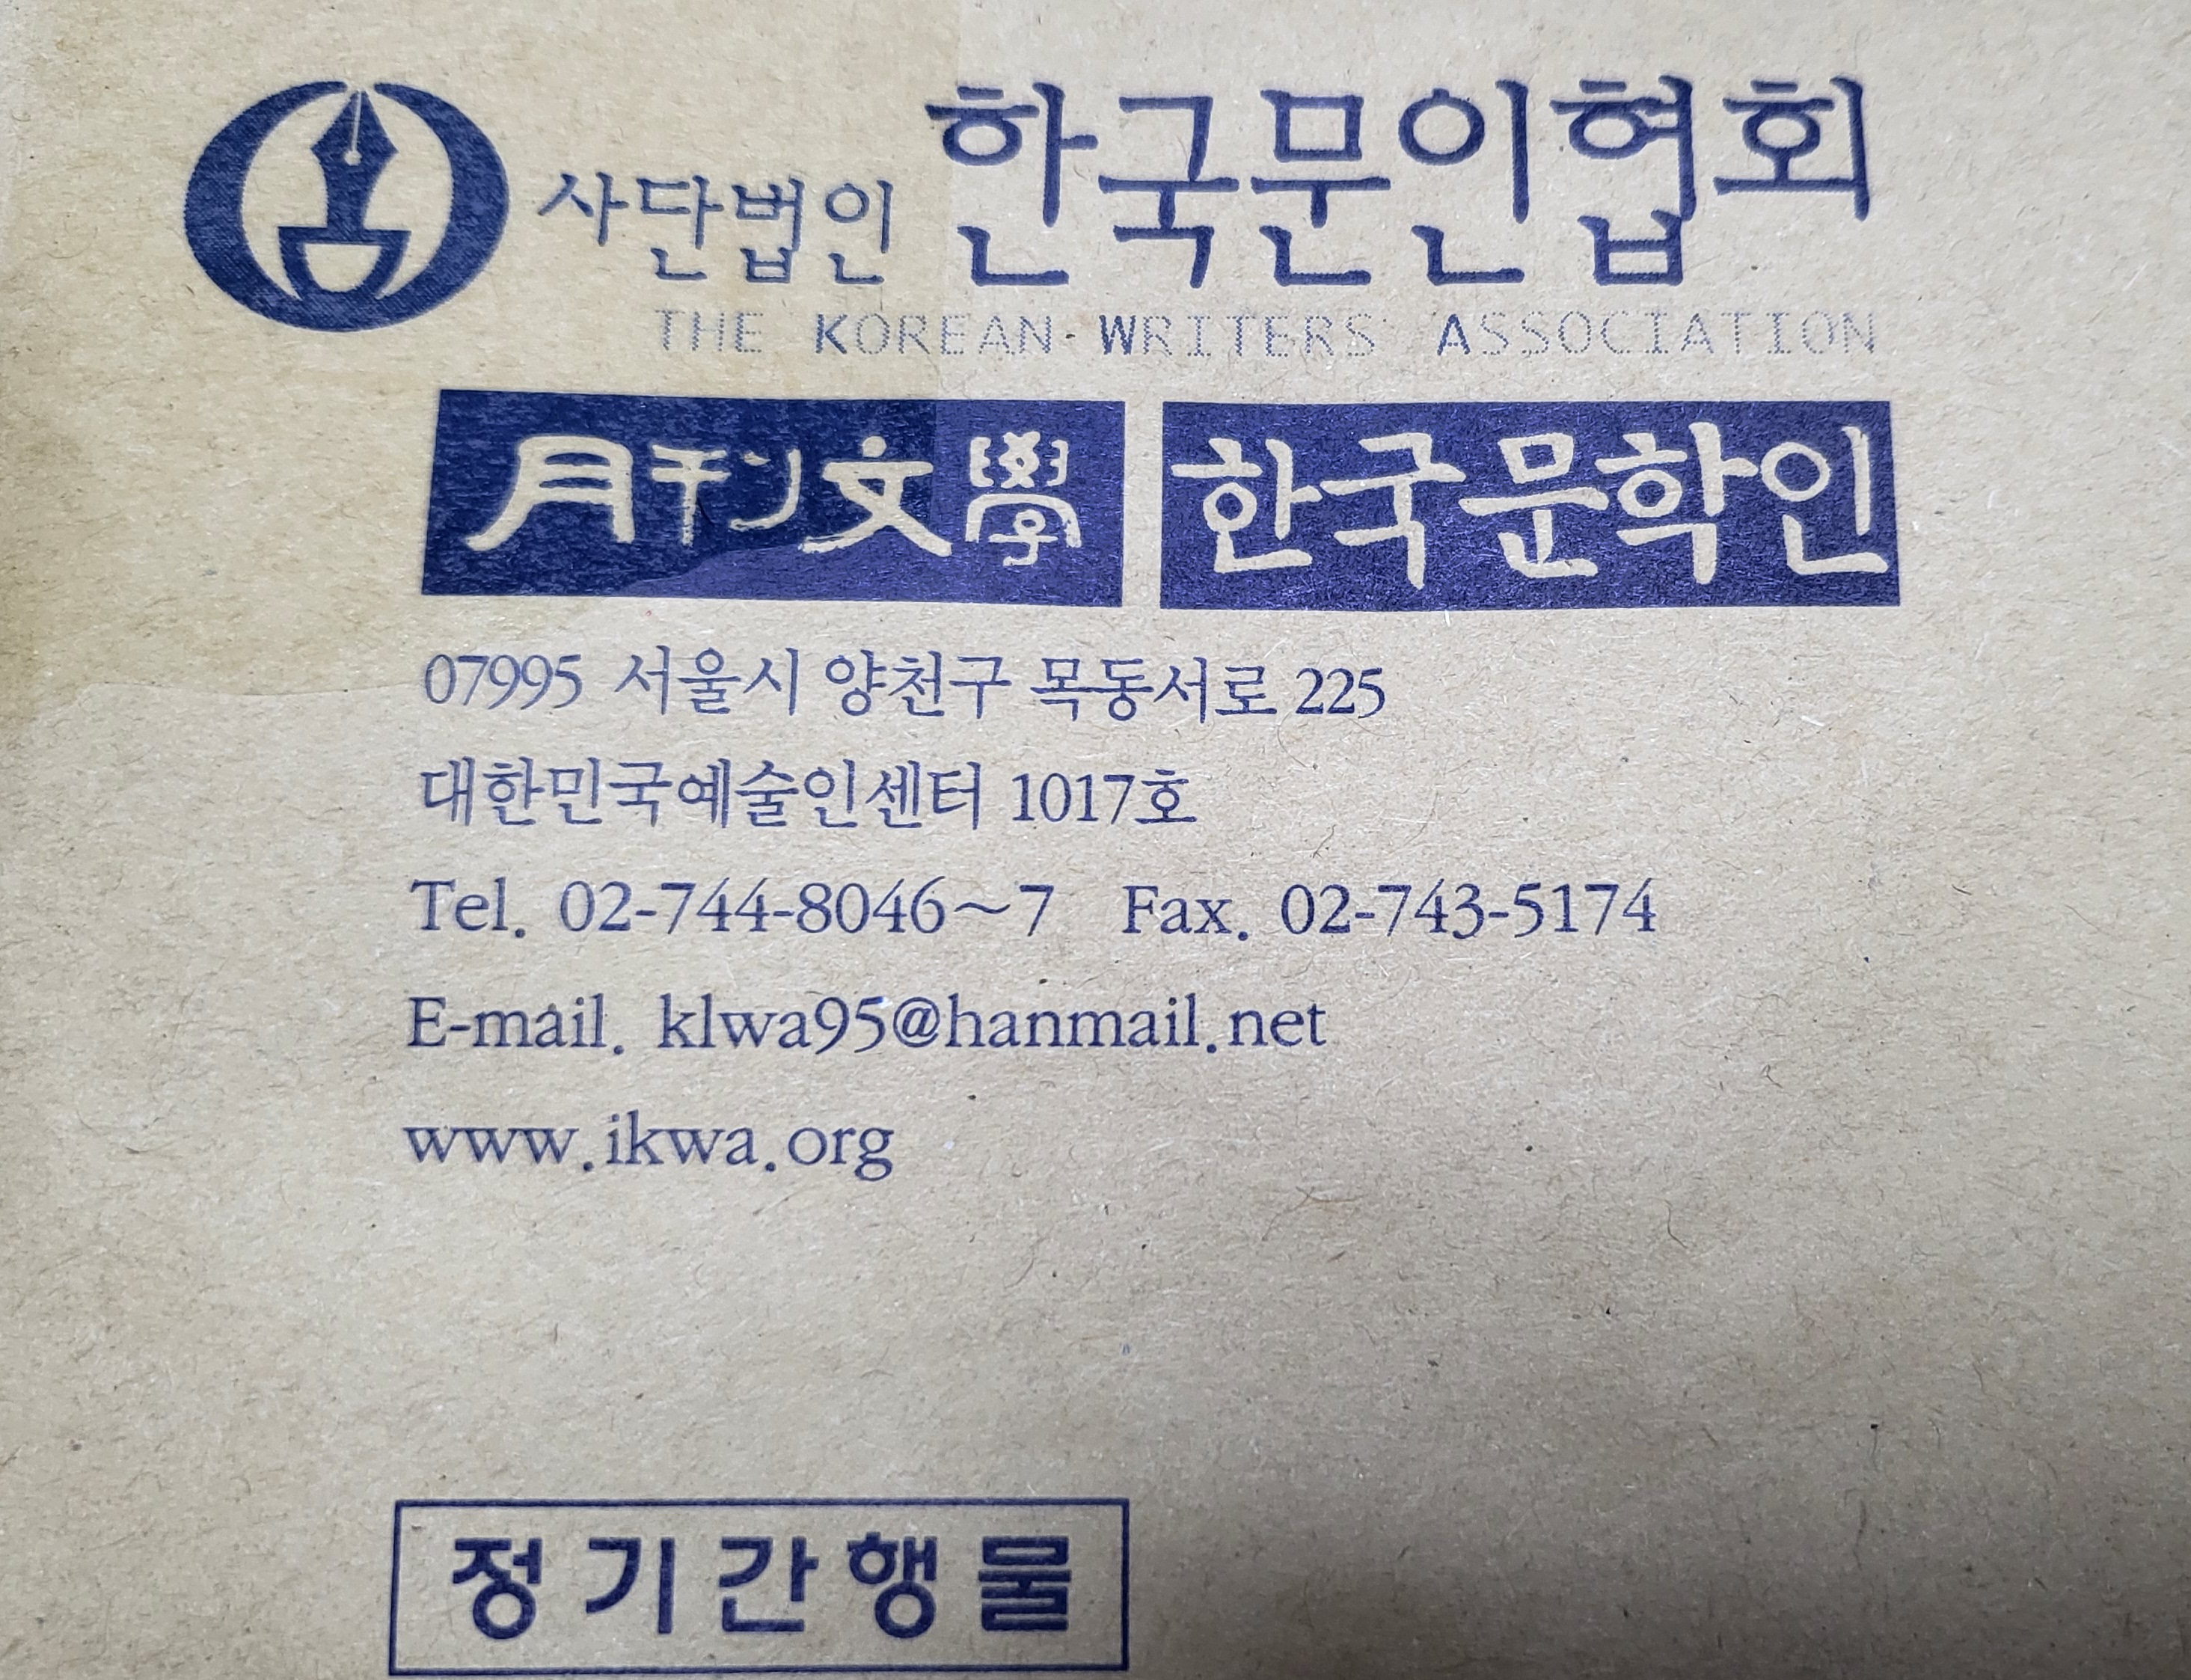 사단법인 한국문인협회
THE KOREAN WRITERS ASSOCIATION
月刊文學 한국문학인
07995 서울시 양천구 목동서로 225
대한민국예술인센터 1017호
Tel. 02-744-8046~7 Fax. 02-743-5174
E-mail. klwa95@hanmail.net
www.ikwa.org
정기간행물